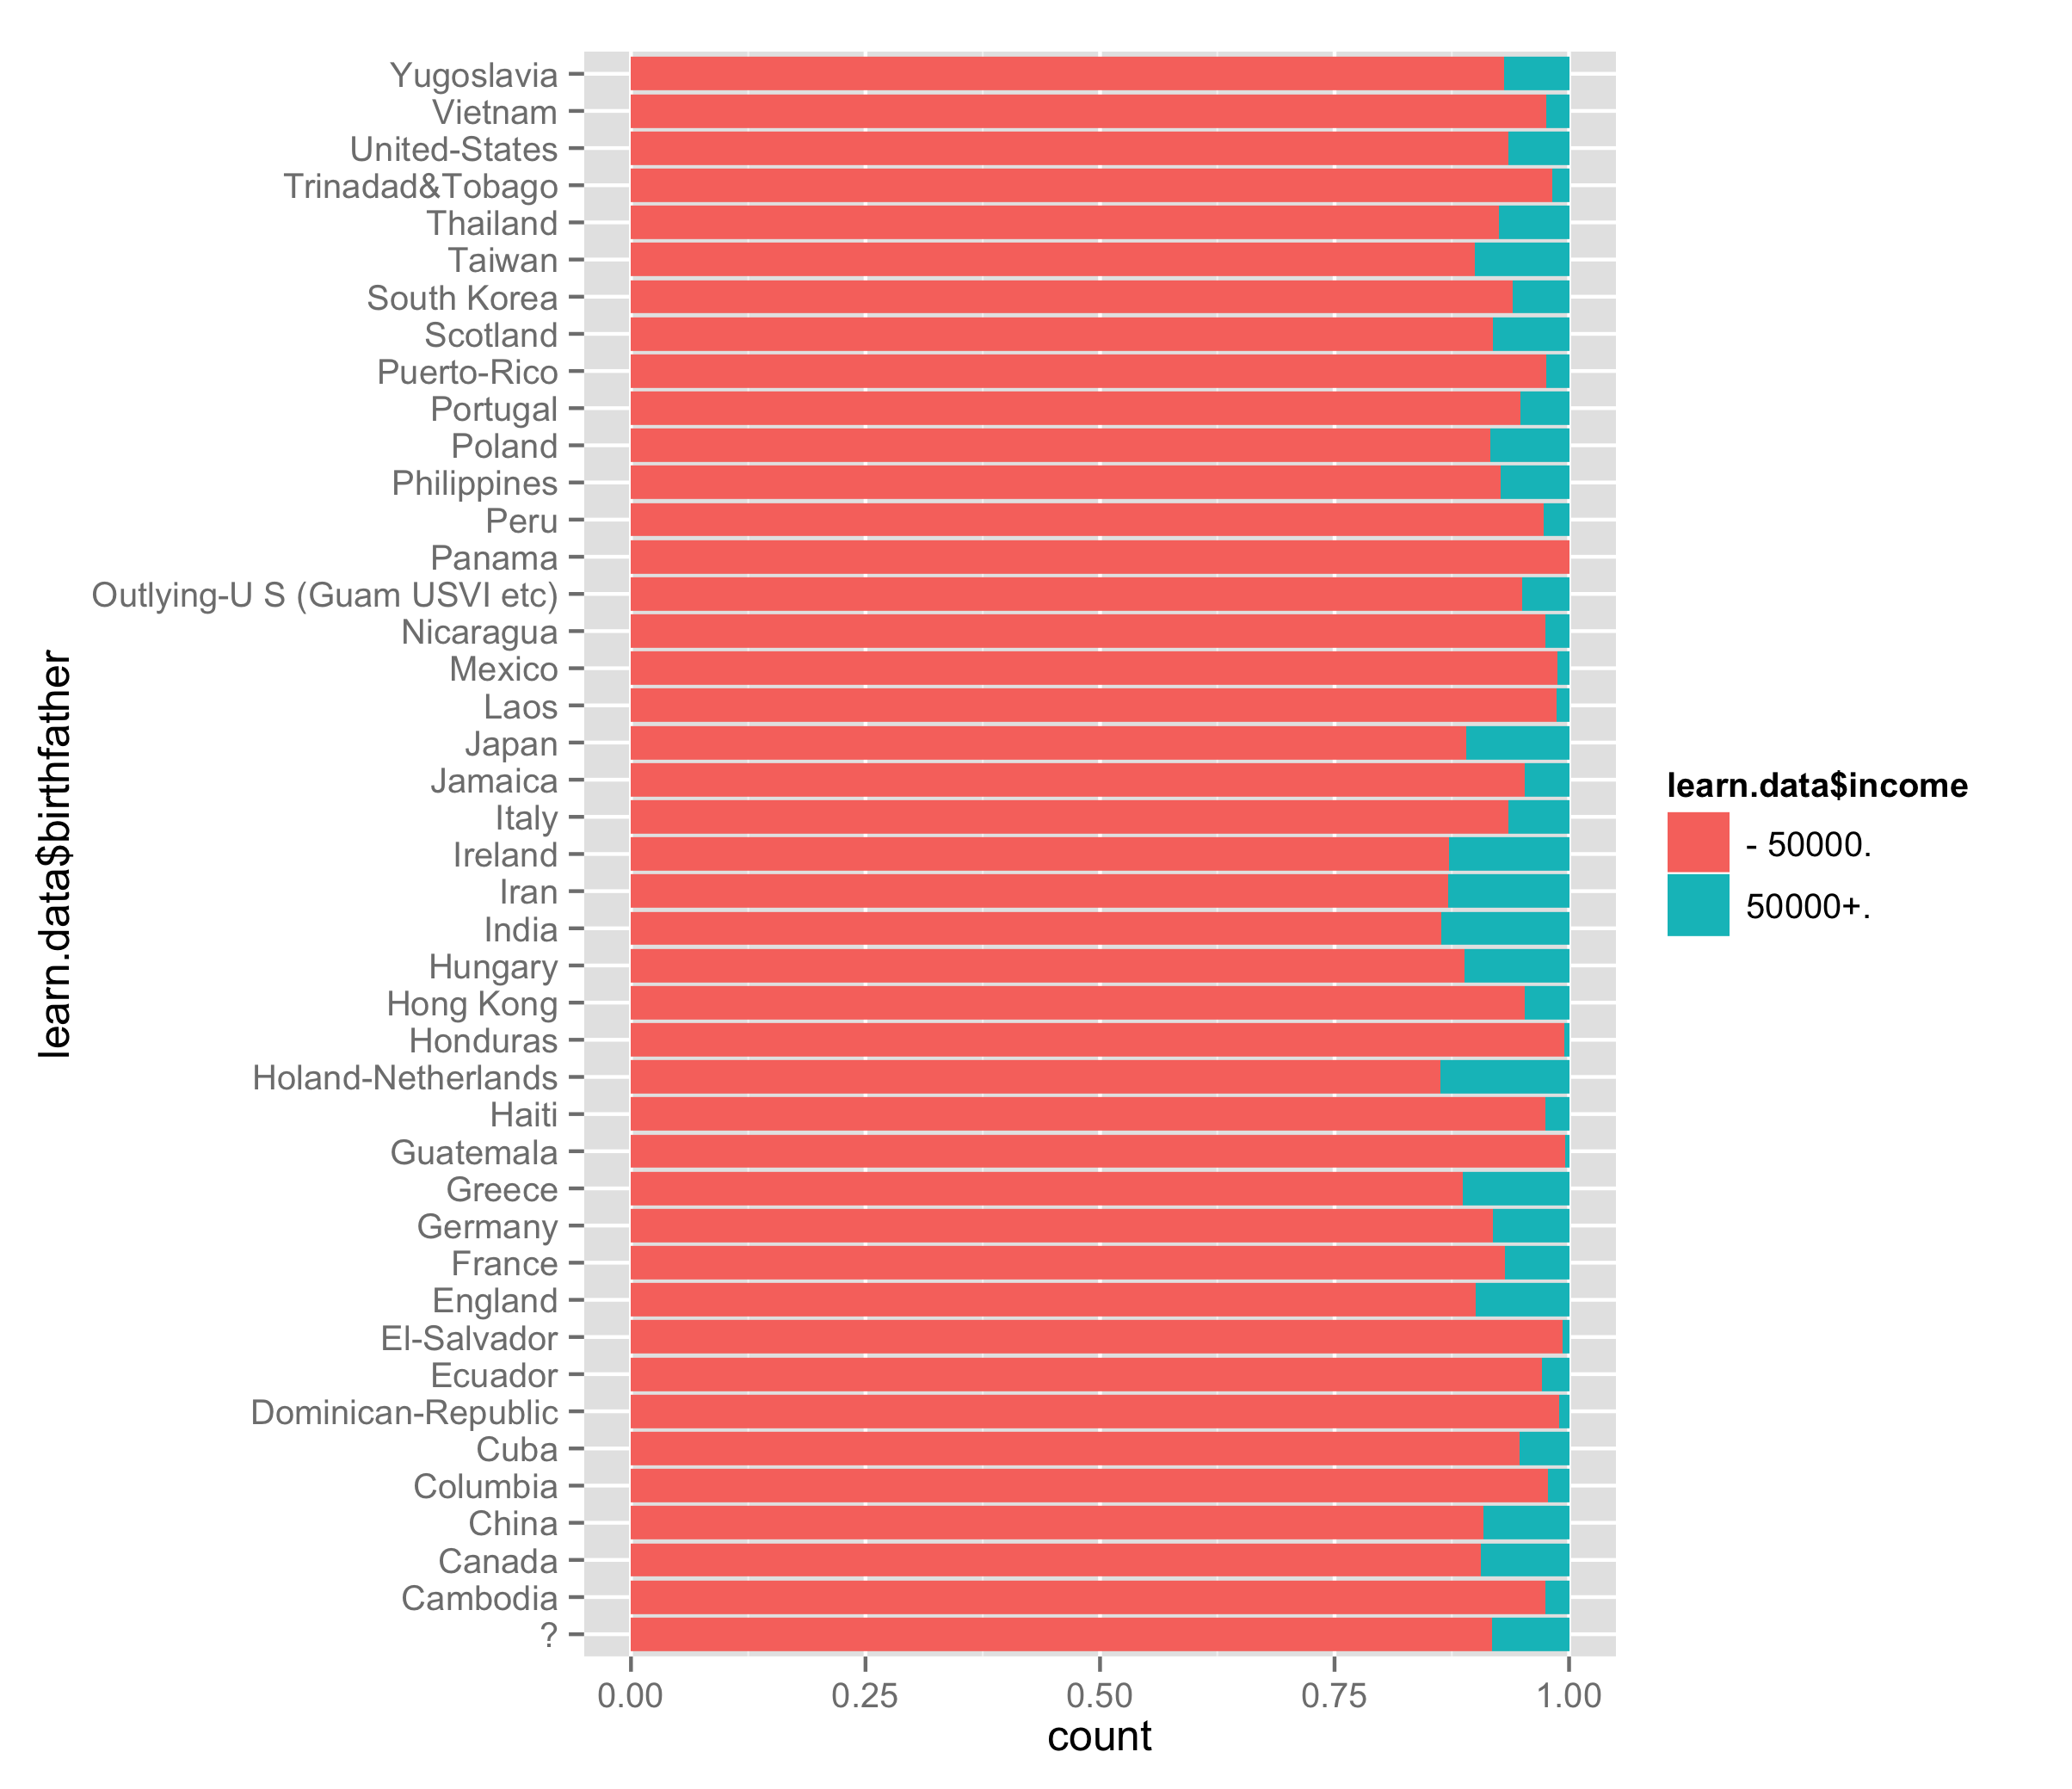 Yugoslavia
Vietnam
United-States
Trinadad&Tobago
Thailand
Taiwan
South Korea
Scotland
Puerto-Rico
Portugal
Poland
Philippines
Peru
Panama
Outlying-U S (Guam USVI etc)
Nicaragua
Mexico
Laos
Japan
Jamaica
Italy
Ireland
Iran
India
Hungary
Hong Kong
Honduras
Holand-Netherlands
Haiti
Guatemala
Greece
Germany
France
England
El-Salvador
Ecuador
Dominican-Republic
Cuba
Columbia
China
Canada
Cambodia
?
learn.data$birthfather
0.00 0.25 0.50 0.75 1.00
count
learn.data$income
- 50000.
50000+.